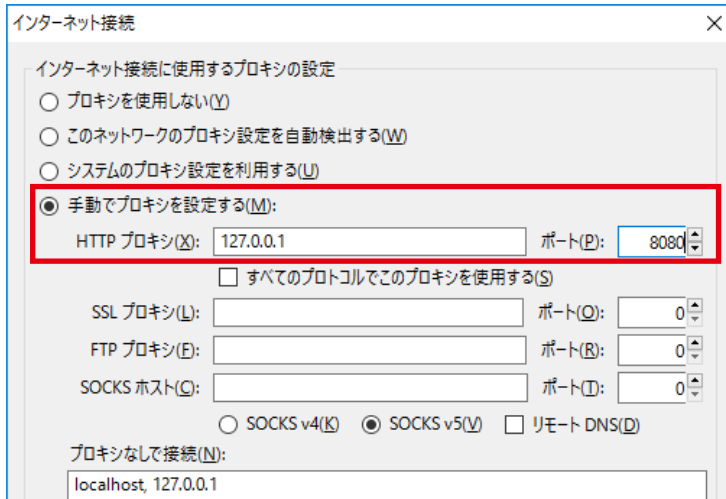 インターネット接続
インターネット接続に使用するプロキシの設定
プロキシを使用しない(Y)
このネットワークのプロキシ設定を自動検出する(W)
システムのプロキシ設定を利用する(U)
手動でプロキシを設定する(M):
HTTP プロキシ(X): 127.0.0.1 ポート(P): 8080
すべてのプロトコルでこのプロキシを使用する(S)
SSL プロキシ(L): ポート(O): 0
FTP プロキシ(F): ポート(R): 0
SOCKS ホスト(C): ポート(T): 0
SOCKS v4(K) SOCKS v5(V) リモート DNS(D)
プロキシなしで接続(N):
localhost, 127.0.0.1